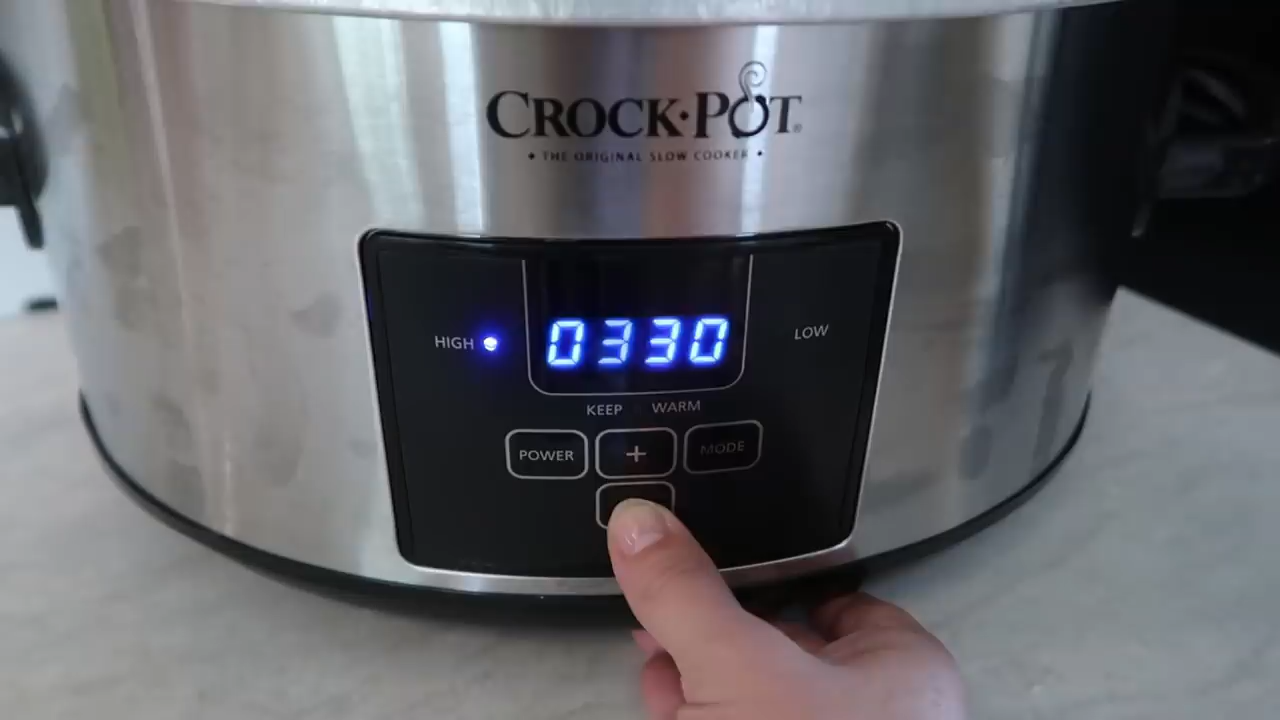 CROCK·POT®
THE ORIGINAL SLOW COOKER
HIGH
0330
LOW
KEEP WARM
POWER
+
MODE